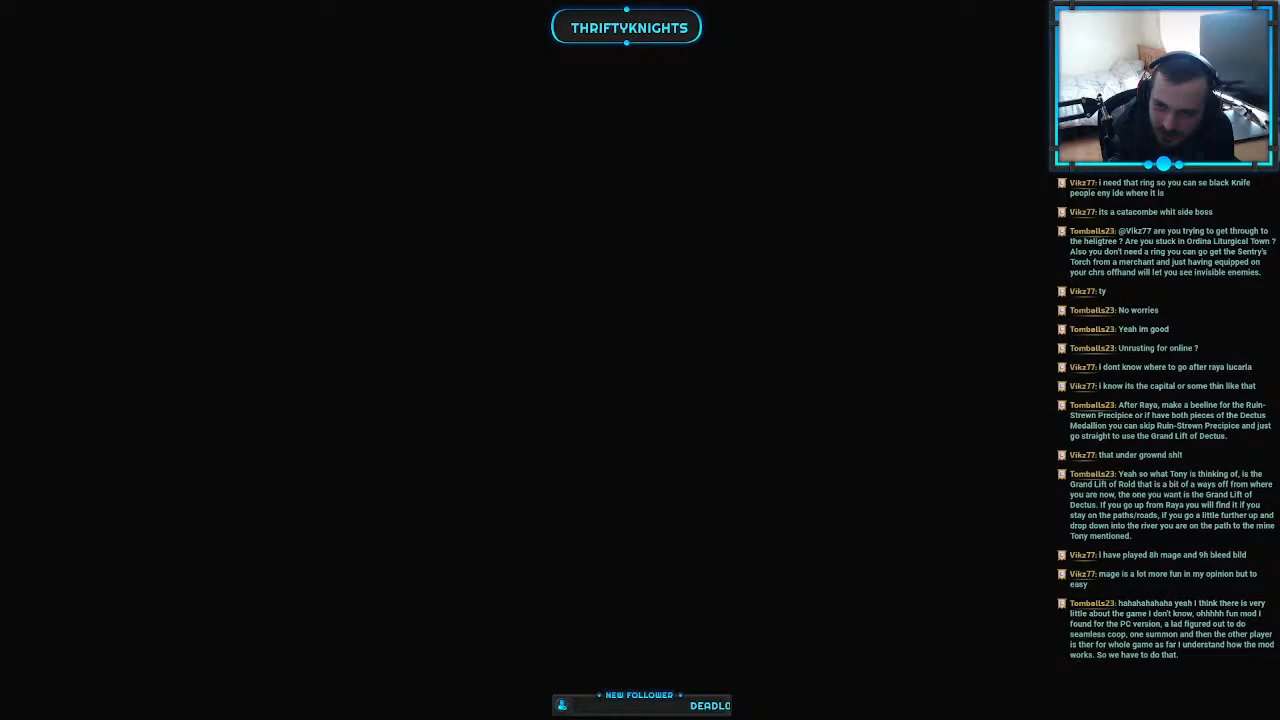 THRIFTYKNIGHTS
Vikz77: i need that ring so you can se black Knife
people eny ide where it is
Vikz77: its a catacombe whit side boss
Tomballs23: @Vikz77 are you trying to get through to
the heligtree ? Are you stuck in Ordina Liturgical Town ?
Also you don't need a ring you can go get the Sentry's
Torch from a merchant and just having equipped on
your chrs offhand will let you see invisible enemies.
Vikz77: ty
Tomballs23: No worries
Tomballs23: Yeah im good
Tomballs23: Unrusting for online ?
Vikz77: i dont know where to go after raya lucarla
Vikz77: i know its the capital or some thin like that
Tomballs23: After Raya, make a beeline for the Ruin-
Strewn Precipice or if have both pieces of the Dectus
Medallion you can skip Ruin-Strewn Precipice and just
go straight to use the Grand Lift of Dectus.
Vikz77: that under grownd shit
Tomballs23: Yeah so what Tony is thinking of, is the
Grand Lift of Rold that is a bit of a ways off from where
you are now, the one you want is the Grand Lift of
Dectus. If you go up from Raya you will find it if you
stay on the paths/roads, if you go a little further up and
drop down into the river you are on the path to the mine
Tony mentioned.
Vikz77: i have played 8h mage and 9h bleed bild
Vikz77: mage is a lot more fun in my opinion but to
easy
Tomballs23: hahahahahaha yeah I think there is very
little about the game I don't know, ohhhhh fun mod I
found for the PC version, a lad figured out to do
seamless coop, one summon and then the other player
is ther for whole game as far I understand how the mod
works. So we have to do that.
NEW FOLLOWER
DEADLO